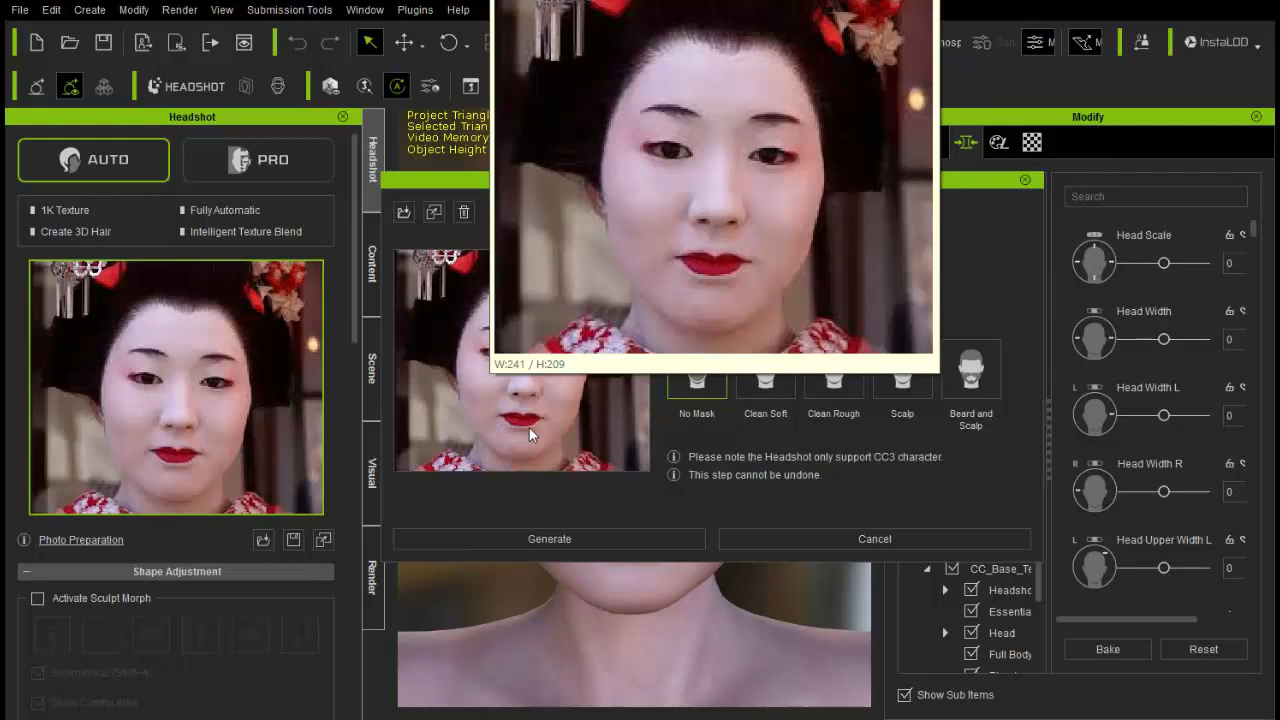 File Edit Create Modify Render View Submission Tools Window Plugins Help
InstaLOD
HEADSHOT
Headshot
Modify
AUTO
PRO
1K Texture
Fully Automatic
Create 3D Hair
Intelligent Texture Blend
Photo Preparation
Shape Adjustment
Activate Sculpt Morph
Symmetrical (Shift-A)
Headshot
Content
Scene
Visual
Render
Project Triangl
Selected Trian
Video Memory
Object Height
W:241 / H:209
No Mask
Clean Soft
Clean Rough
Scalp
Beard and
Scalp
Please note the Headshot only support CC3 character.
This step cannot be undone.
Generate
Cancel
CC_Base_Te
Headsho
Essentia
Head
Full Body
Show Sub Items
Search
Head Scale
0
Head Width
0
L Head Width L
0
R Head Width R
0
L Head Upper Width L
0
Bake
Reset